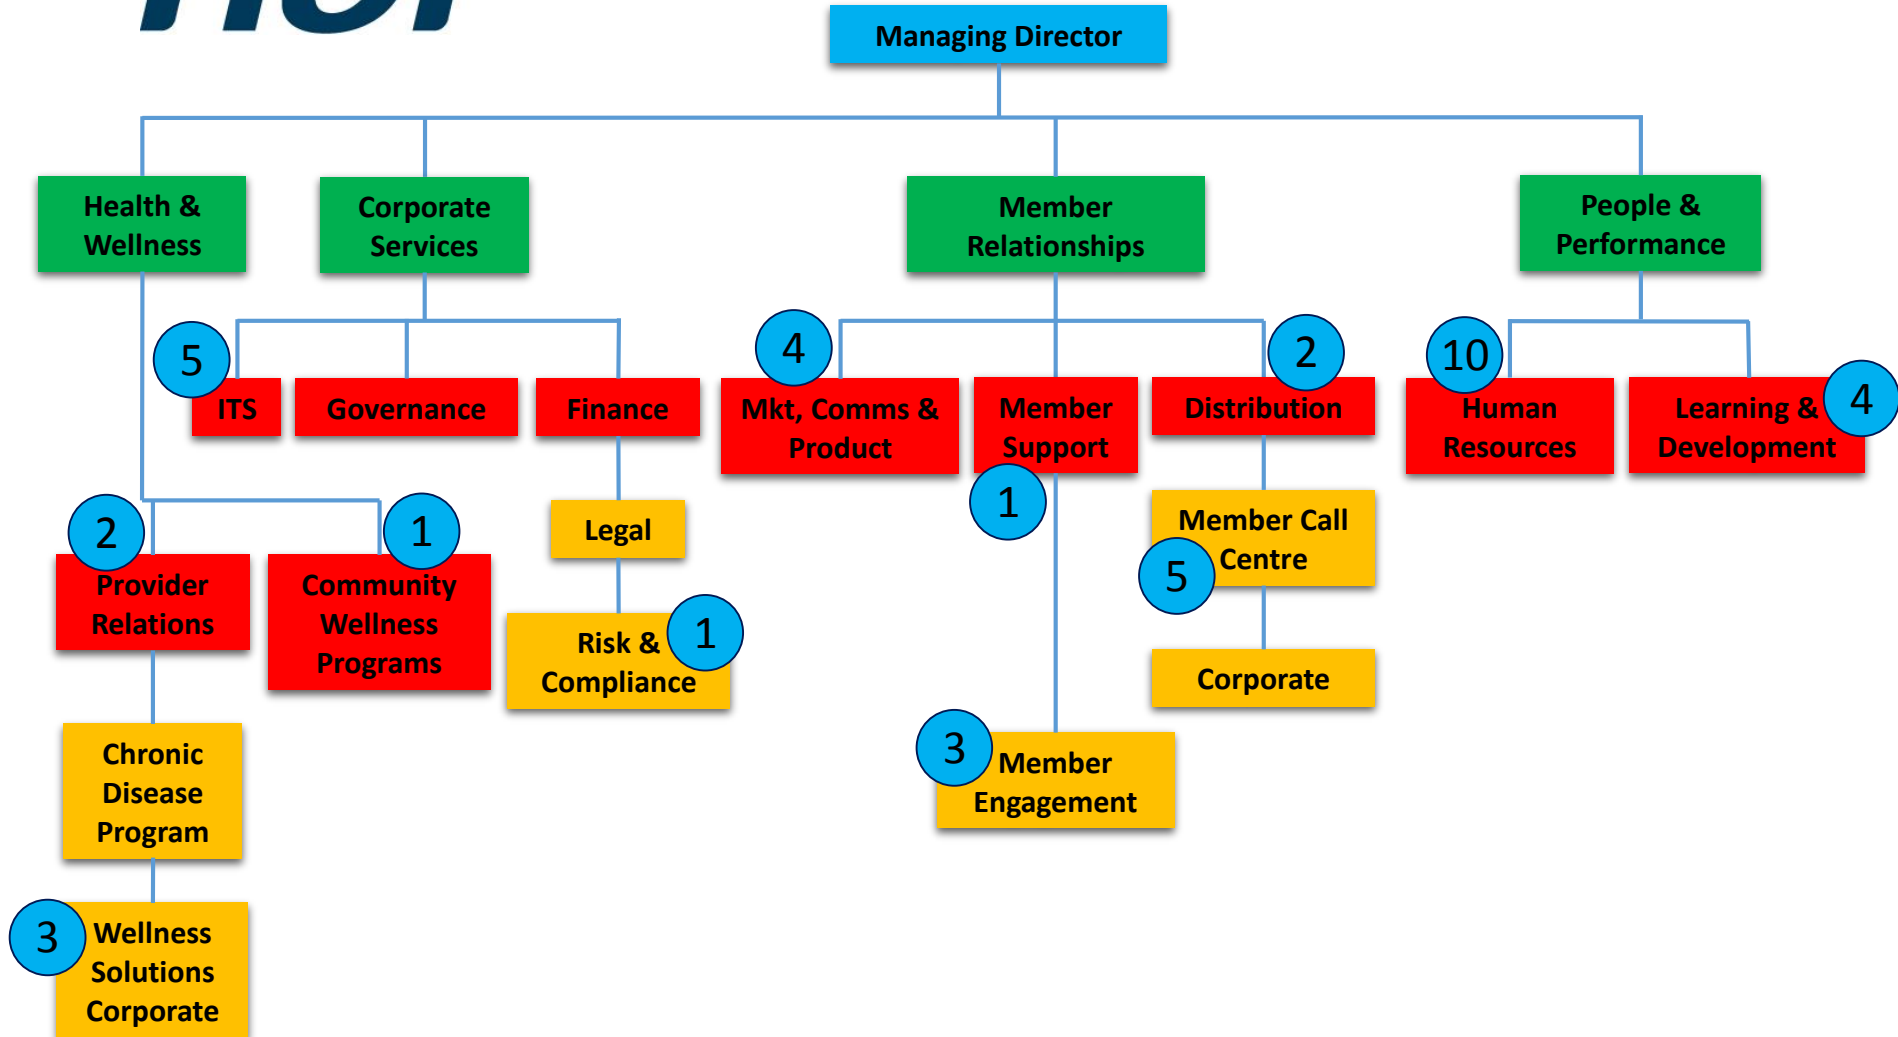 Managing Director
Health &
Wellness
Corporate
Services
Member
Relationships
People &
Performance
5
ITS
Governance
Finance
4
Mkt, Comms &
Product
Member
Support
1
2
Distribution
10
Human
Resources
Learning &
Development
4
2
Provider
Relations
1
Community
Wellness
Programs
Legal
Risk &
Compliance
1
Member Call
Centre
5
Corporate
3
Member
Engagement
Chronic
Disease
Program
3
Wellness
Solutions
Corporate